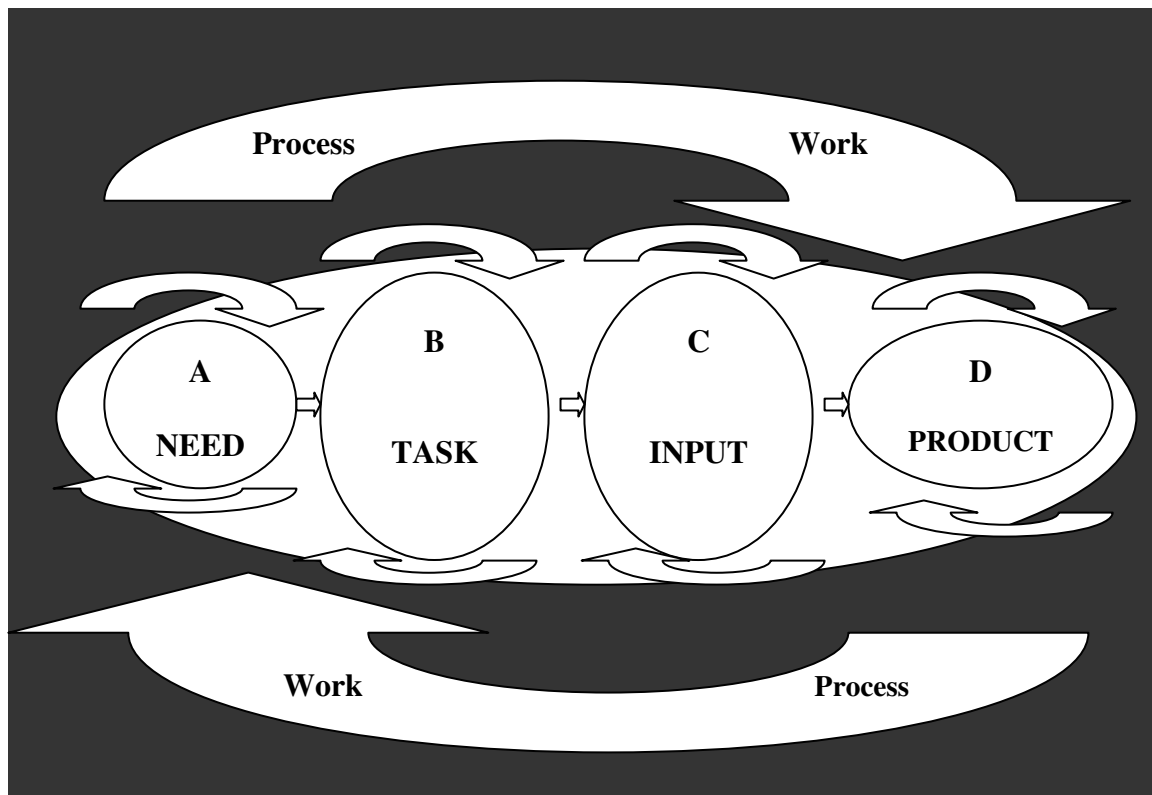 Process
Work
A
NEED
B
TASK
C
INPUT
D
PRODUCT
Work
Process